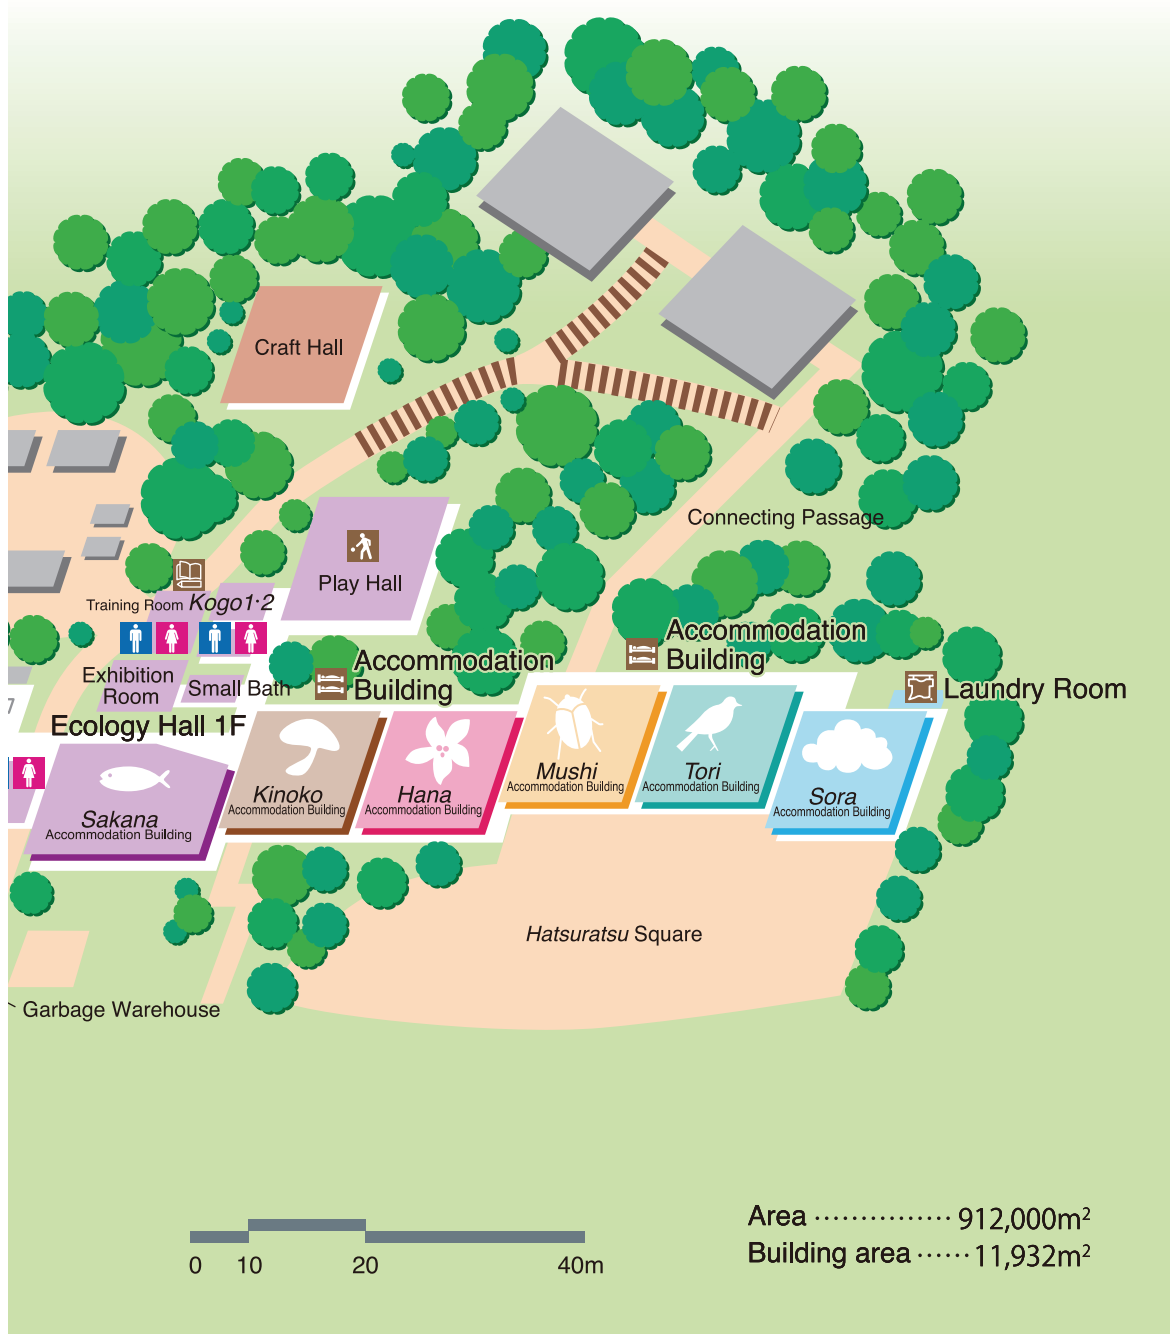 Craft Hall
Connecting Passage
Play Hall
Training Room Kogo1·2
Accommodation
Building
Accommodation
Building
Exhibition
Room
Small Bath
Laundry Room
Ecology Hall 1F
Sakana
Accommodation Building
Kinoko
Accommodation Building
Hana
Accommodation Building
Mushi
Accommodation Building
Tori
Accommodation Building
Sora
Accommodation Building
Hatsuratsu Square
Garbage Warehouse
0 10 20 40m
Area ··············· 912,000m²
Building area ······ 11,932m²